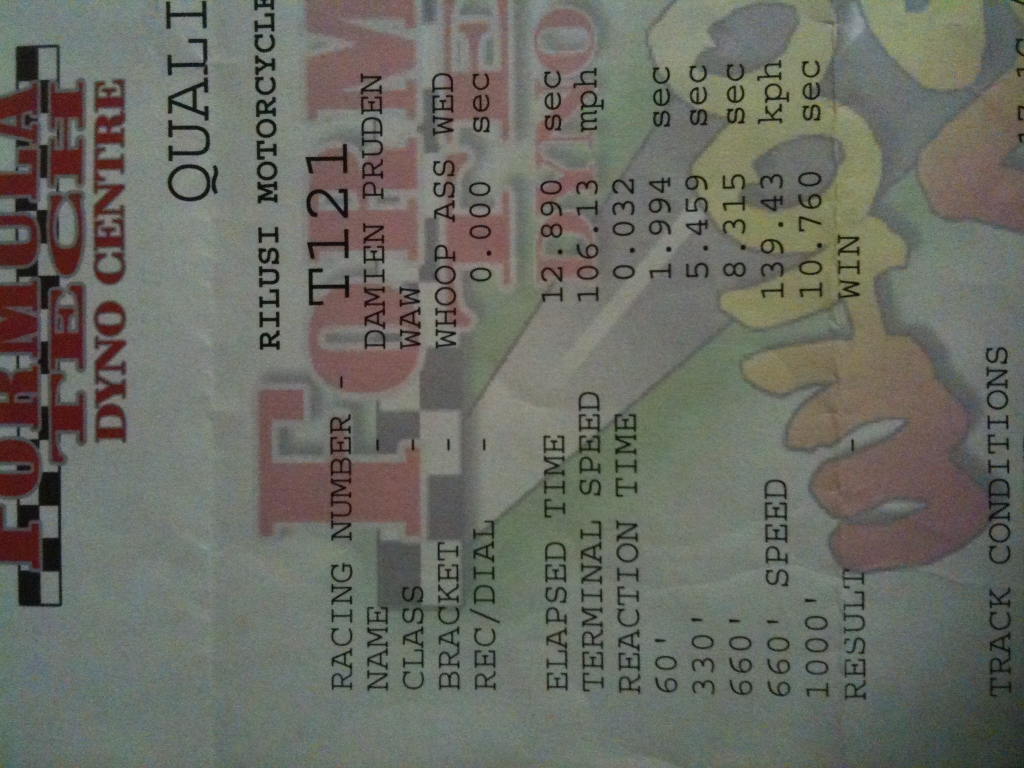 FORMULA
TECH
DYNO CENTRE
QUALI
RILUSI MOTORCYCLE
RACING NUMBER - T121
NAME - DAMIEN PRUDEN
CLASS WAW
BRACKET - WHOOP ASS WED
REC/DIAL - 0.000 sec
ELAPSED TIME 12.890 sec
TERMINAL SPEED 106.13 mph
REACTION TIME 0.032
60' 1.994 sec
330' 5.459 sec
660' 8.315 sec
660' SPEED 139.43 kph
1000' 10.760 sec
RESULT - WIN
TRACK CONDITIONS